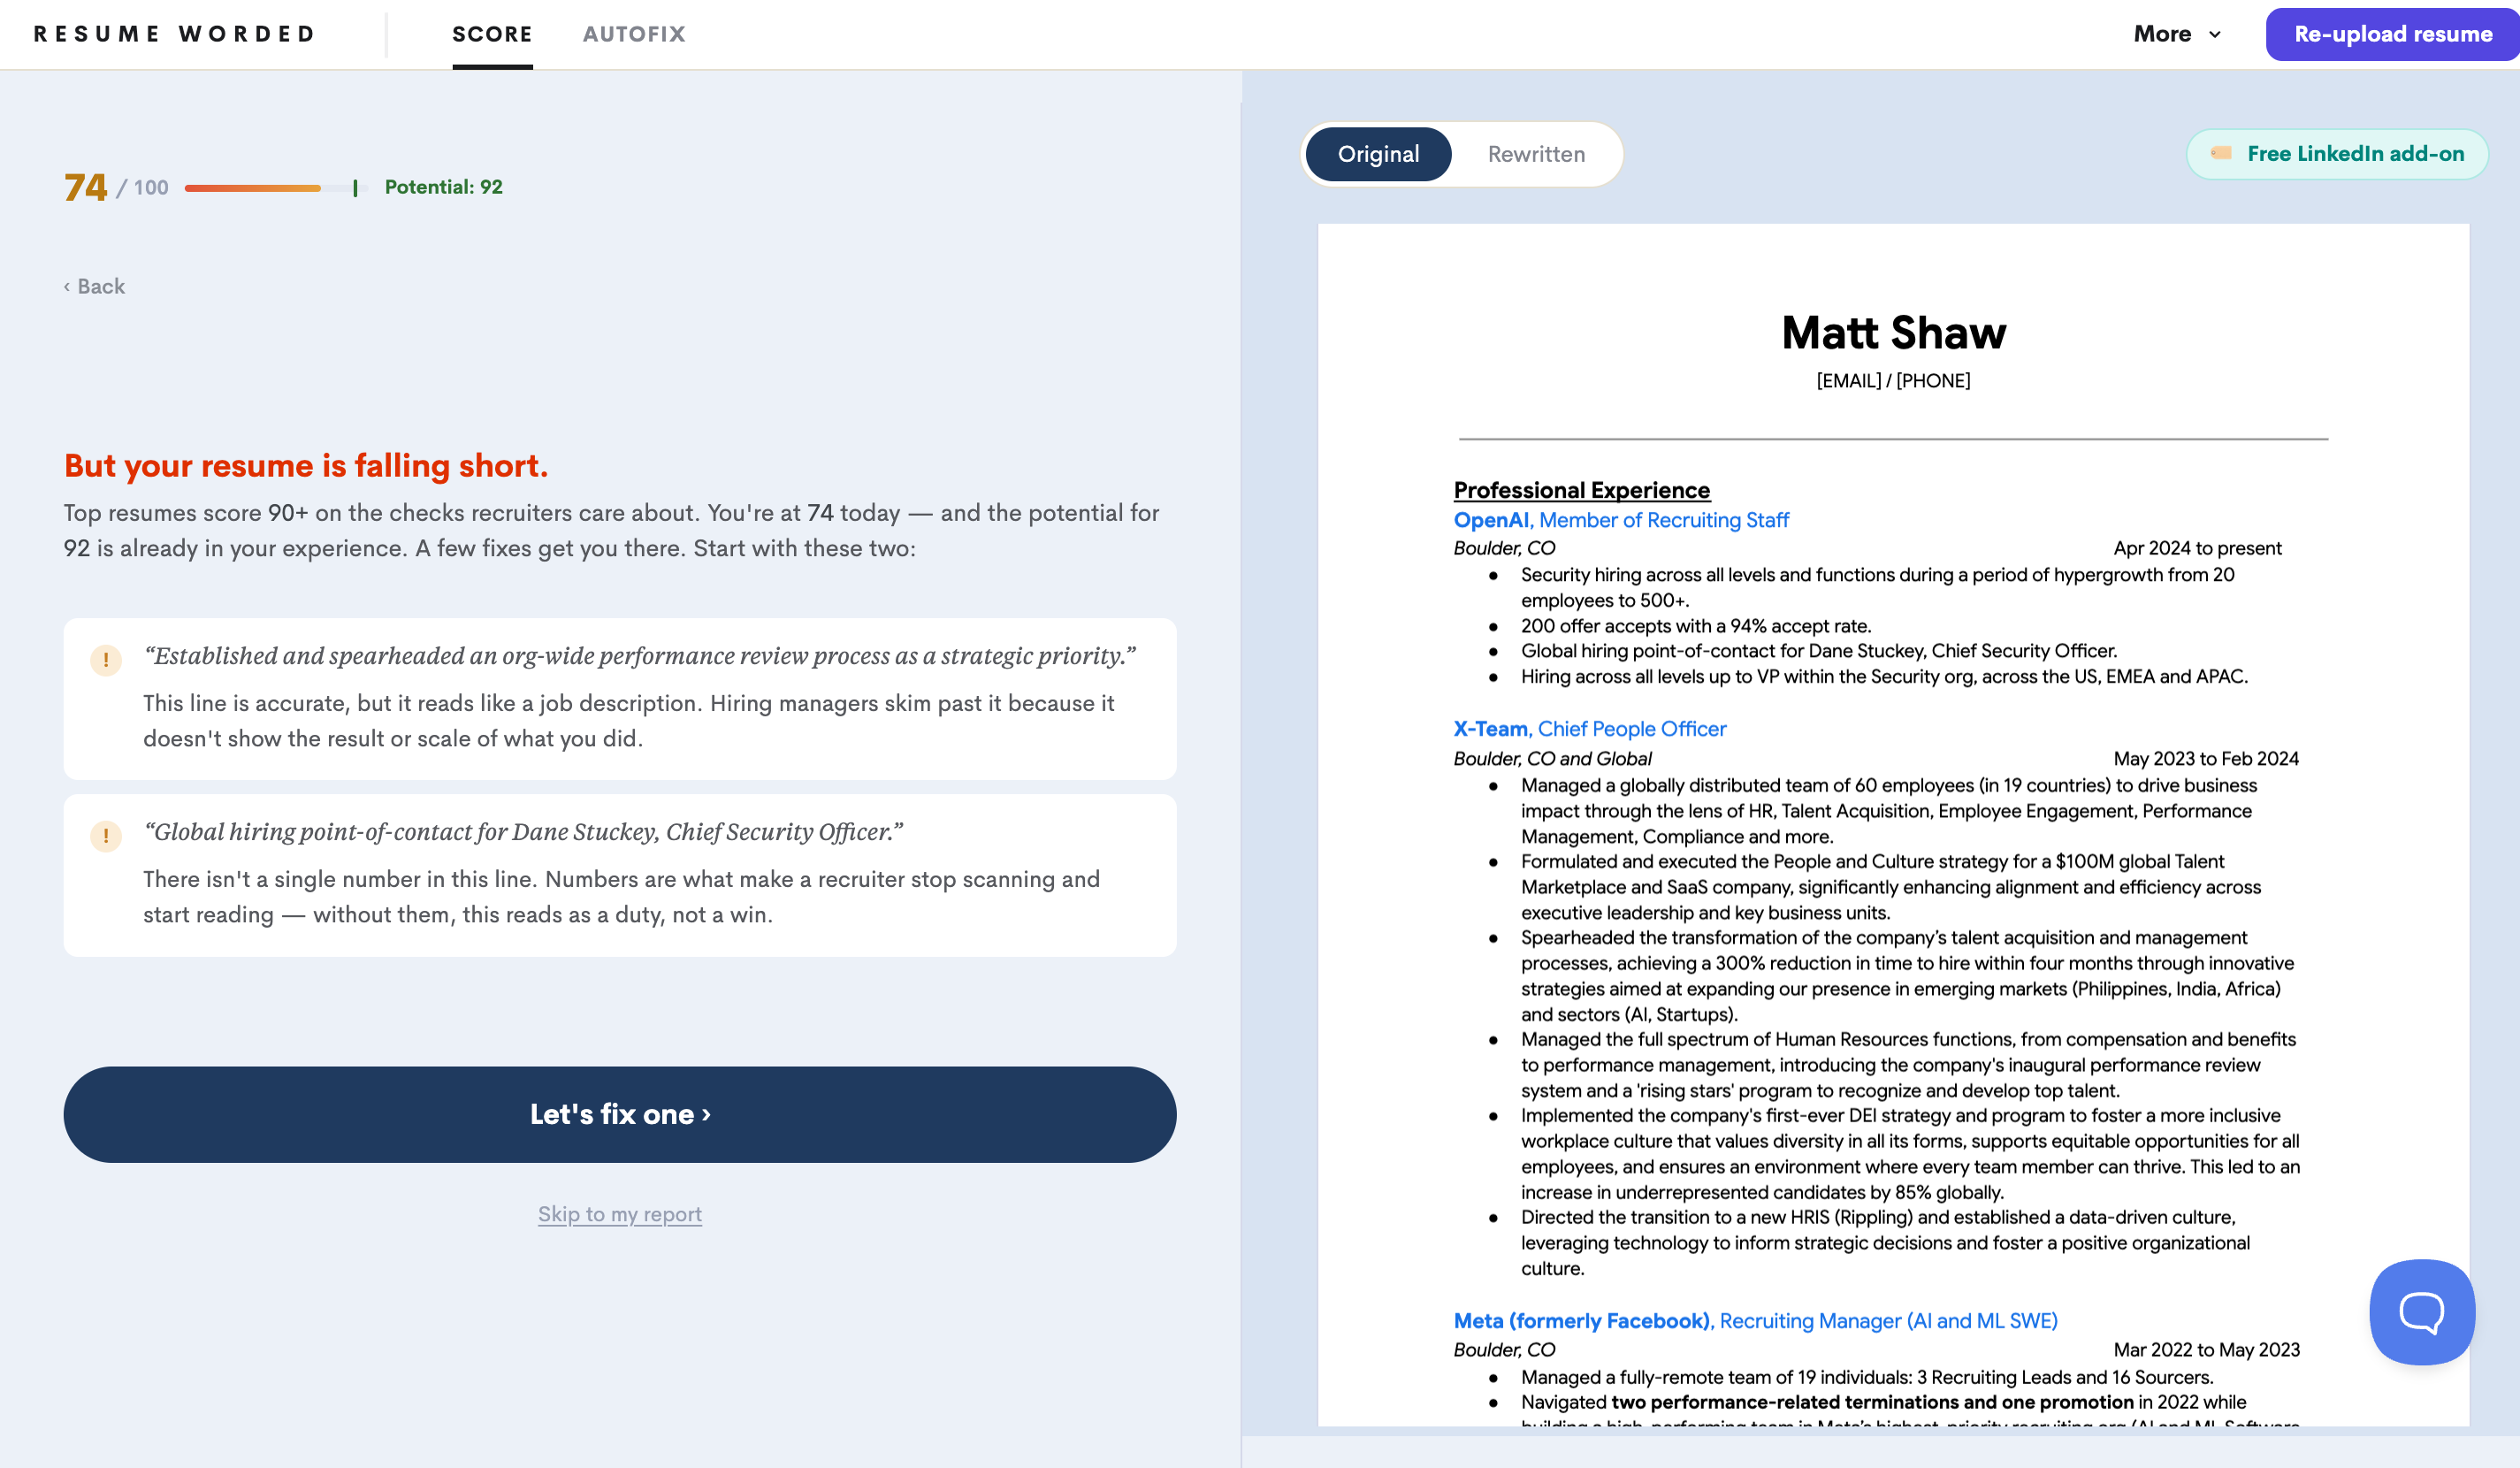 RESUME WORDED
SCORE
AUTOFIX
More
Re-upload resume
74 / 100
Potential: 92
‹ Back
But your resume is falling short.
Top resumes score 90+ on the checks recruiters care about. You're at 74 today — and the potential for
92 is already in your experience. A few fixes get you there. Start with these two:
!
“Established and spearheaded an org-wide performance review process as a strategic priority.”
This line is accurate, but it reads like a job description. Hiring managers skim past it because it
doesn't show the result or scale of what you did.
!
“Global hiring point-of-contact for Dane Stuckey, Chief Security Officer.”
There isn't a single number in this line. Numbers are what make a recruiter stop scanning and
start reading — without them, this reads as a duty, not a win.
Let's fix one ›
Skip to my report
Original
Rewritten
Free LinkedIn add-on
Matt Shaw
[EMAIL] / [PHONE]
Professional Experience
OpenAI, Member of Recruiting Staff
Boulder, CO Apr 2024 to present
● Security hiring across all levels and functions during a period of hypergrowth from 20
employees to 500+.
● 200 offer accepts with a 94% accept rate.
● Global hiring point-of-contact for Dane Stuckey, Chief Security Officer.
● Hiring across all levels up to VP within the Security org, across the US, EMEA and APAC.
X-Team, Chief People Officer
Boulder, CO and Global May 2023 to Feb 2024
● Managed a globally distributed team of 60 employees (in 19 countries) to drive business
impact through the lens of HR, Talent Acquisition, Employee Engagement, Performance
Management, Compliance and more.
● Formulated and executed the People and Culture strategy for a $100M global Talent
Marketplace and SaaS company, significantly enhancing alignment and efficiency across
executive leadership and key business units.
● Spearheaded the transformation of the company’s talent acquisition and management
processes, achieving a 300% reduction in time to hire within four months through innovative
strategies aimed at expanding our presence in emerging markets (Philippines, India, Africa)
and sectors (AI, Startups).
● Managed the full spectrum of Human Resources functions, from compensation and benefits
to performance management, introducing the company's inaugural performance review
system and a 'rising stars' program to recognize and develop top talent.
● Implemented the company's first-ever DEI strategy and program to foster a more inclusive
workplace culture that values diversity in all its forms, supports equitable opportunities for all
employees, and ensures an environment where every team member can thrive. This led to an
increase in underrepresented candidates by 85% globally.
● Directed the transition to a new HRIS (Rippling) and established a data-driven culture,
leveraging technology to inform strategic decisions and foster a positive organizational
culture.
Meta (formerly Facebook), Recruiting Manager (AI and ML SWE)
Boulder, CO Mar 2022 to May 2023
● Managed a fully-remote team of 19 individuals: 3 Recruiting Leads and 16 Sourcers.
● Navigated two performance-related terminations and one promotion in 2022 while
building a high-performing team in Meta’s highest-priority recruiting org (AI and ML Software